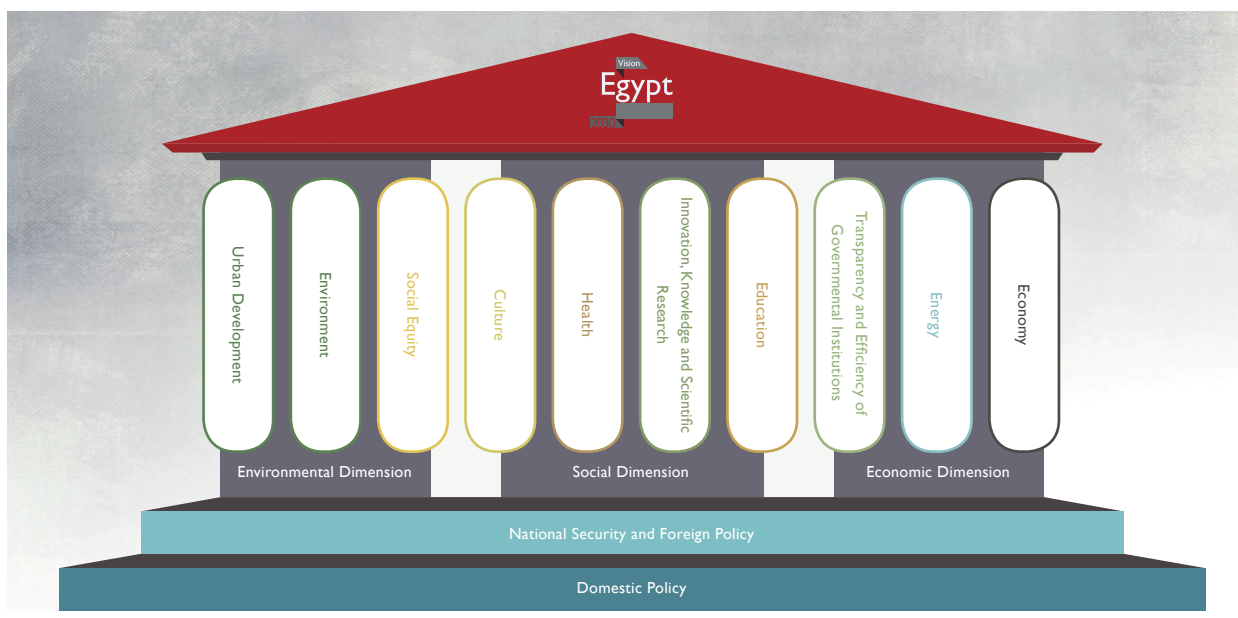 Vision
Egypt
2030
Urban Development
Environment
Social Equity
Culture
Health
Innovation, Knowledge and Scientific
Research
Education
Transparency and Efficiency of
Governmental Institutions
Energy
Economy
Environmental Dimension
Social Dimension
Economic Dimension
National Security and Foreign Policy
Domestic Policy